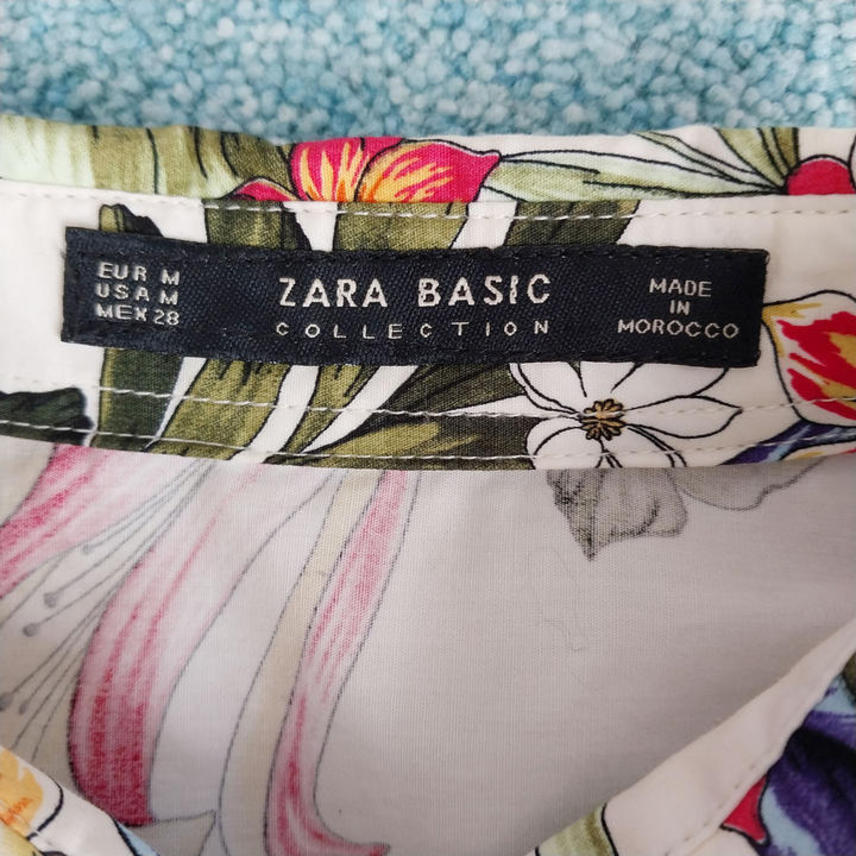 EUR M
USA M
MEX 28
ZARA BASIC
COLLECTION
MADE
IN
MOROCCO